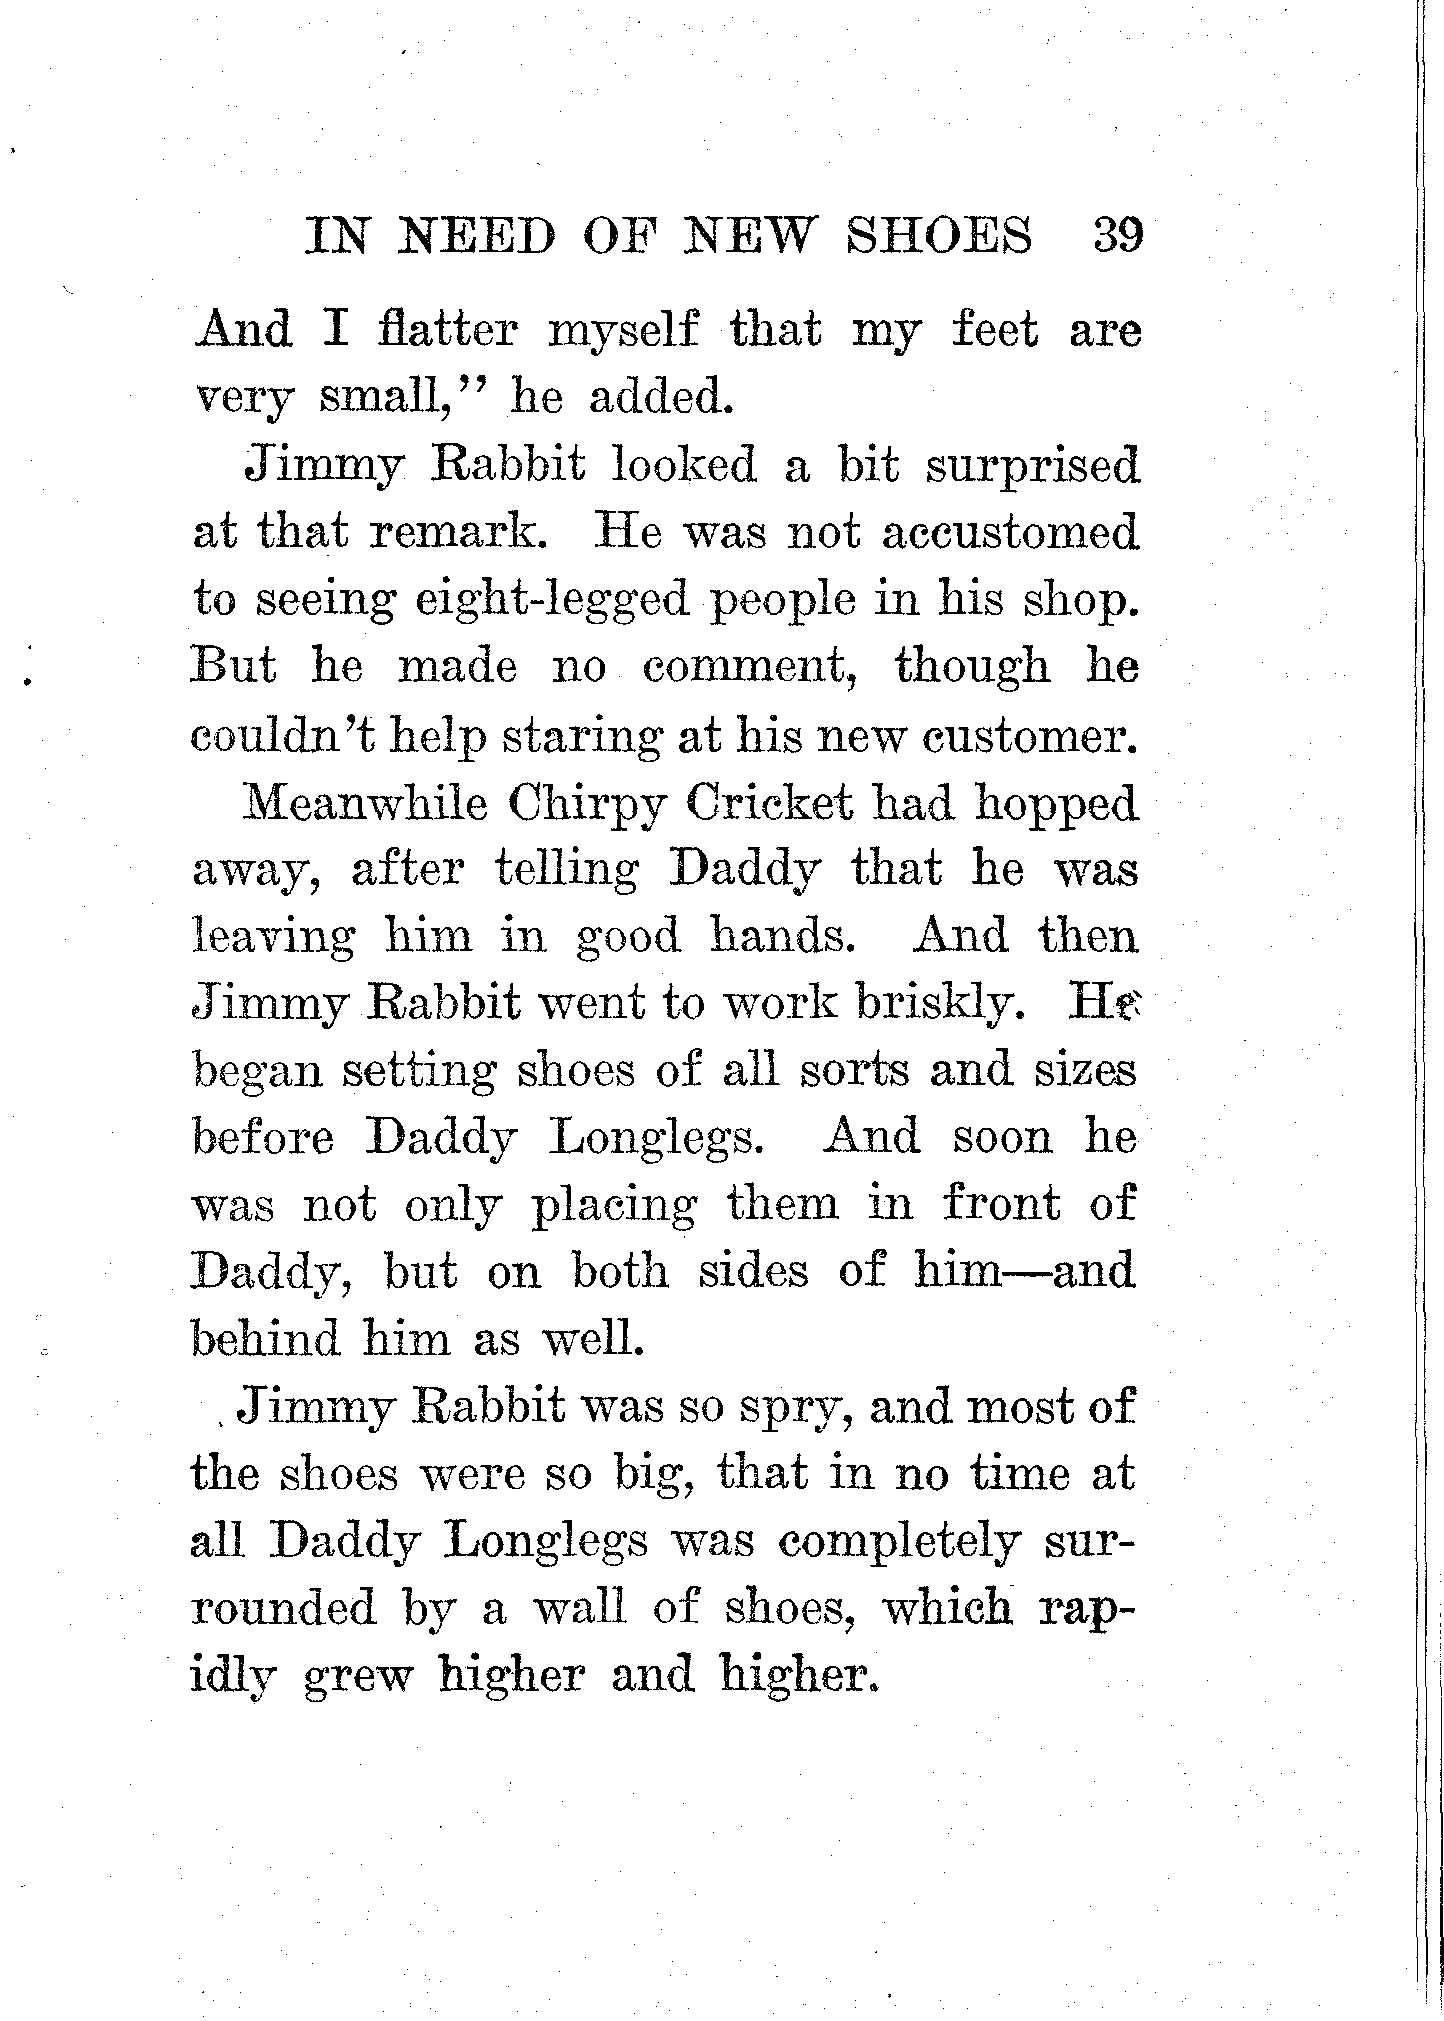 IN NEED OF NEW SHOES 39
And I flatter myself that my feet are
very small," he added.
Jimmy Rabbit looked a bit surprised
at that remark. He was not accustomed
to seeing eight-legged people in his shop.
But he made no comment, though he
couldn't help staring at his new customer.
Meanwhile Chirpy Cricket had hopped
away, after telling Daddy that he was
leaving him in good hands. And then
Jimmy Rabbit went to work briskly. He
began setting shoes of all sorts and sizes
before Daddy Longlegs. And soon he
was not only placing them in front of
Daddy, but on both sides of him—and
behind him as well.
Jimmy Rabbit was so spry, and most of
the shoes were so big, that in no time at
all Daddy Longlegs was completely sur-
rounded by a wall of shoes, which rap-
idly grew higher and higher.